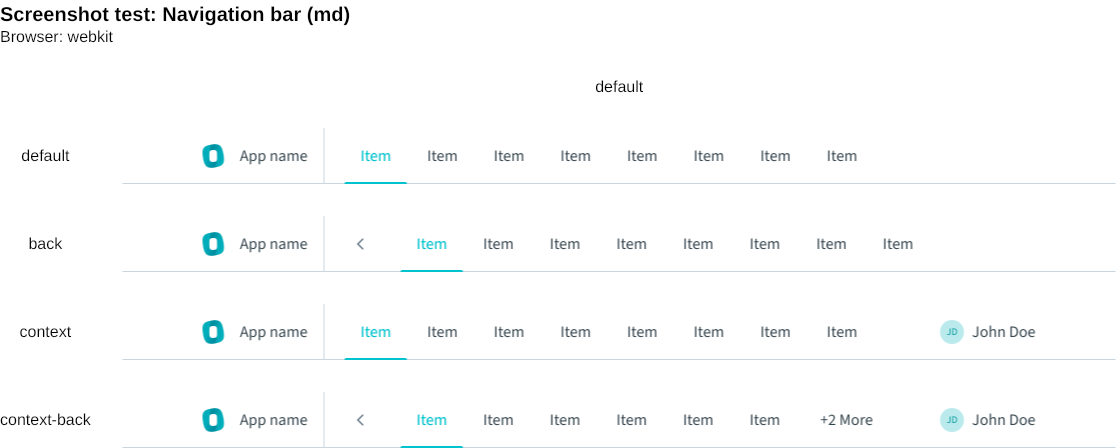 Screenshot test: Navigation bar (md)
Browser: webkit
default
default App name Item Item Item Item Item Item Item Item
back App name Item Item Item Item Item Item Item Item
context App name Item Item Item Item Item Item Item Item JD John Doe
context-back App name Item Item Item Item Item Item +2 More JD John Doe